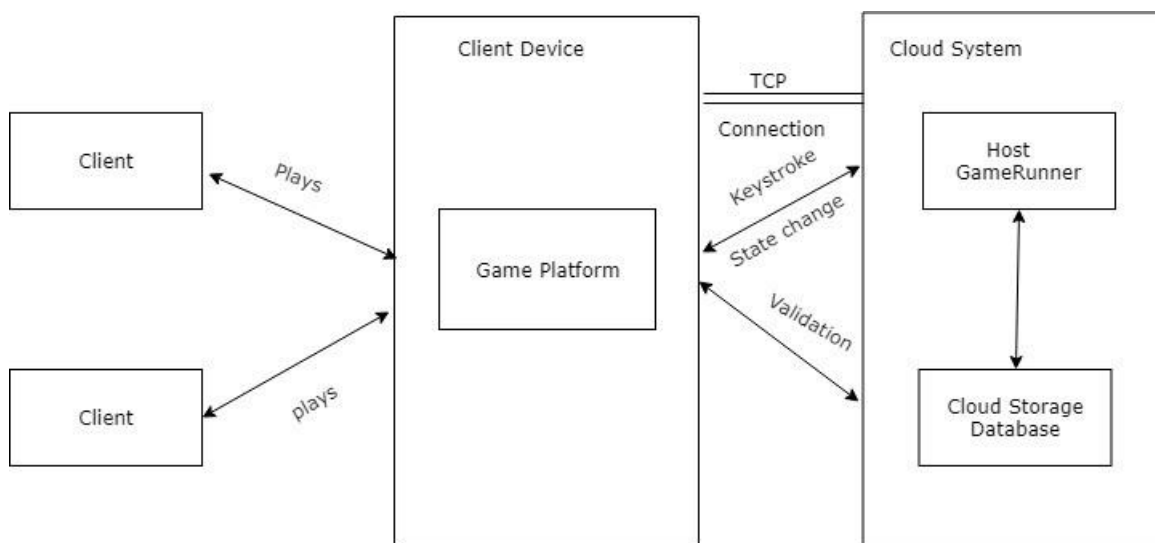 Client Device
Cloud System
TCP
Connection
Client
Plays
Keystroke
State change
Host
GameRunner
Game Platform
Validation
Client
plays
Cloud Storage
Database